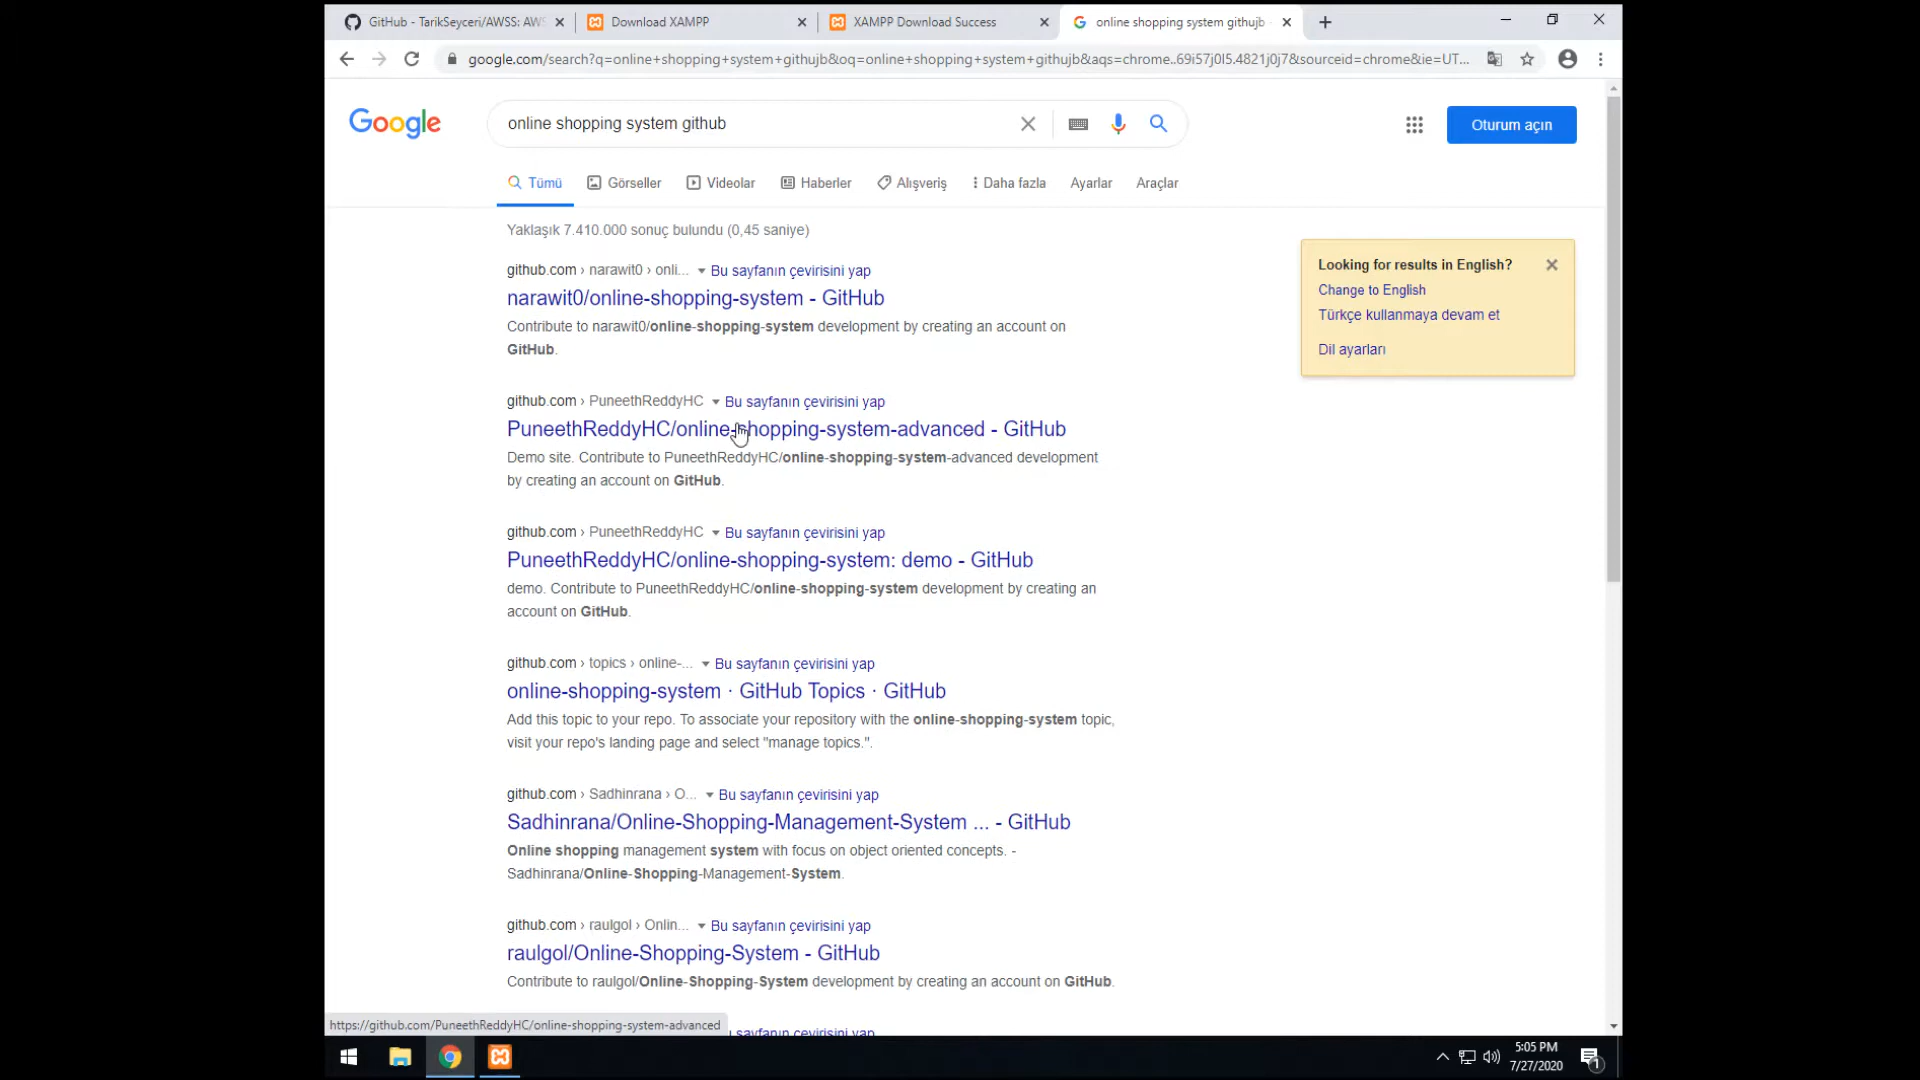 GitHub - TarikSeyceri/AWSS: AWS
Download XAMPP
XAMPP Download Success
online shopping system githujb
google.com/search?q=online+shopping+system+githujb&oq=online+shopping+system+githujb&aqs=chrome..69i57j0l5.4821j0j7&sourceid=chrome&ie=UT...
Google
online shopping system github
Oturum açın
Tümü
Görseller
Videolar
Haberler
Alışveriş
Daha fazla
Ayarlar
Araçlar
Yaklaşık 7.410.000 sonuç bulundu (0,45 saniye)
github.com › narawit0 › onli... Bu sayfanın çevirisini yap
narawit0/online-shopping-system - GitHub
Contribute to narawit0/online-shopping-system development by creating an account on
GitHub.
github.com › PuneethReddyHC Bu sayfanın çevirisini yap
PuneethReddyHC/online-shopping-system-advanced - GitHub
Demo site. Contribute to PuneethReddyHC/online-shopping-system-advanced development
by creating an account on GitHub.
github.com › PuneethReddyHC Bu sayfanın çevirisini yap
PuneethReddyHC/online-shopping-system: demo - GitHub
demo. Contribute to PuneethReddyHC/online-shopping-system development by creating an
account on GitHub.
github.com › topics › online-... Bu sayfanın çevirisini yap
online-shopping-system · GitHub Topics · GitHub
Add this topic to your repo. To associate your repository with the online-shopping-system topic,
visit your repo's landing page and select "manage topics.".
github.com › Sadhinrana › O... Bu sayfanın çevirisini yap
Sadhinrana/Online-Shopping-Management-System ... - GitHub
Online shopping management system with focus on object oriented concepts. -
Sadhinrana/Online-Shopping-Management-System.
github.com › raulgol › Onlin... Bu sayfanın çevirisini yap
raulgol/Online-Shopping-System - GitHub
Contribute to raulgol/Online-Shopping-System development by creating an account on GitHub.
Looking for results in English?
Change to English
Türkçe kullanmaya devam et
Dil ayarları
https://github.com/PuneethReddyHC/online-shopping-system-advanced
sayfanın çevirisini yap
5:05 PM
7/27/2020
1